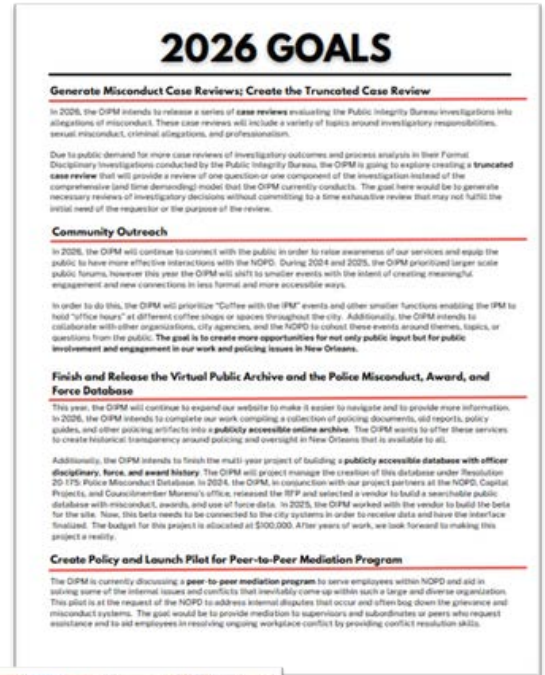 2026 GOALS
Generate Misconduct Case Reviews; Create the Truncated Case Review
In 2026, the OIPM intends to release a series of case reviews evaluating the Public Integrity Bureau investigations into
allegations of misconduct. These case reviews will include a variety of topics around investigatory responsibilities,
sexual misconduct, criminal allegations, and professionalism.
Due to public demand for more case reviews of investigatory outcomes and process analysis in their Formal
Disciplinary Investigations conducted by the Public Integrity Bureau, the OIPM is going to explore creating a truncated
case review that will provide a review of one question or one component of the investigation instead of the
comprehensive (and time demanding) model that the OIPM currently conducts. The goal here would be to generate
necessary reviews of investigatory decisions without committing to a time exhaustive review that may not fulfill the
initial need of the requestor or the purpose of the review.
Community Outreach
In 2026, the OIPM will continue to connect with the public in order to raise awareness of our services and equip the
public to have more effective interactions with the NOPD. During 2024 and 2025, the OIPM prioritized larger scale
public forums, however this year the OIPM will shift to smaller events with the intent of creating meaningful
engagement and new connections in less formal and more accessible ways.
In order to do this, the OIPM will prioritize "Coffee with the IPM" events and other smaller functions enabling the IPM to
hold "office hours" at different coffee shops or spaces throughout the city. Additionally, the OIPM intends to
collaborate with other organizations, city agencies, and the NOPD to cohost these events around themes, topics, or
questions from the public. The goal is to create more opportunities for not only public input but for public
involvement and engagement in our work and policing issues in New Orleans.
Finish and Release the Virtual Public Archive and the Police Misconduct, Award, and
Force Database
This year, the OIPM will continue to expand our website to make it easier to navigate and to provide more information.
In 2026, the OIPM intends to complete our work compiling a collection of policing documents, old reports, policy
guides, and other policing artifacts into a publicly accessible online archive. The OIPM wants to offer these services
to create historical transparency around policing and oversight in New Orleans that is available to all.
Additionally, the OIPM intends to finish the multi-year project of building a publicly accessible database with officer
disciplinary, force, and award history. The OIPM will project manage the creation of this database under Resolution
20-175: Police Misconduct Database. In 2024, the OIPM, in conjunction with our project partners at the NOPD, Capital
Projects, and Councilmember Moreno's office, released the RFP and selected a vendor to build a searchable public
database with misconduct, awards, and use of force data. In 2025, the OIPM worked with the vendor to build the beta
for the site. Now, this beta needs to be connected to the city systems in order to receive data and have the interface
finalized. The budget for this project is allocated at $100,000. After years of work, we look forward to making this
project a reality.
Create Policy and Launch Pilot for Peer-to-Peer Mediation Program
The OIPM is currently discussing a peer-to-peer mediation program to serve employees within NOPD and aid in
solving some of the internal issues and conflicts that inevitably come up within such a large and diverse organization.
This pilot is at the request of the NOPD to address internal disputes that occur and often bog down the grievance and
misconduct systems. The goal would be to provide mediation to supervisors and subordinates or peers who request
assistance and to aid employees in resolving ongoing workplace conflict by providing conflict resolution skills.